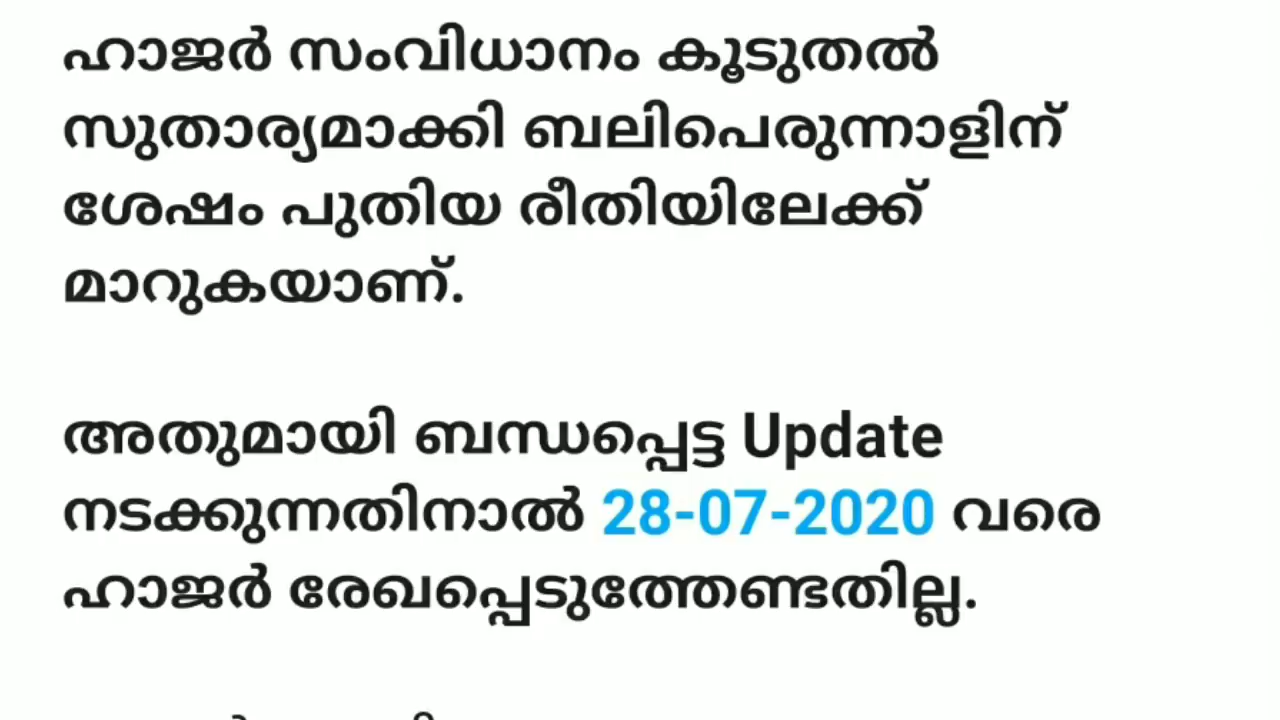 ഹാജർ സംവിധാനം കൂടുതൽ
സുതാര്യമാക്കി ബലിപെരുന്നാളിന്
ശേഷം പുതിയ രീതിയിലേക്ക്
മാറുകയാണ്.
അതുമായി ബന്ധപ്പെട്ട Update
നടക്കുന്നതിനാൽ 28-07-2020 വരെ
ഹാജർ രേഖപ്പെടുത്തേണ്ടതില്ല.